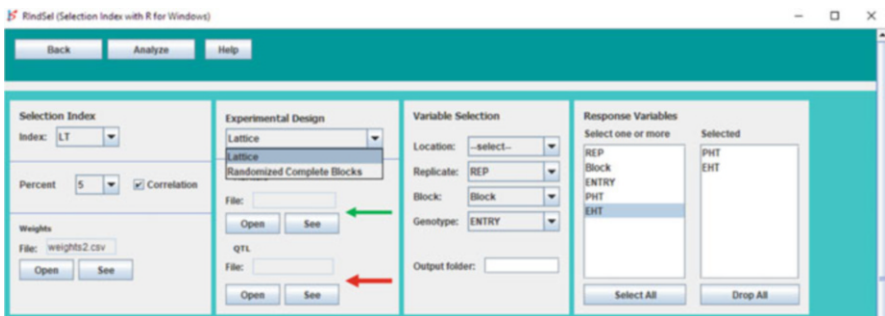 RIndSel (Selection Index with R for Windows)
Back Analyze Help
Selection Index
Index: LT
Percent 5 Correlation
Weights
File: weights2.csv
Open See
Experimental Design
Lattice
Lattice
Randomized Complete Blocks
File:
Open See
QTL
File:
Open See
Variable Selection
Location: --select--
Replicate: REP
Block: Block
Genotype: ENTRY
Output folder:
Response Variables
Select one or more
REP
Block
ENTRY
PHT
EHT
Select All
Selected
PHT
EHT
Drop All